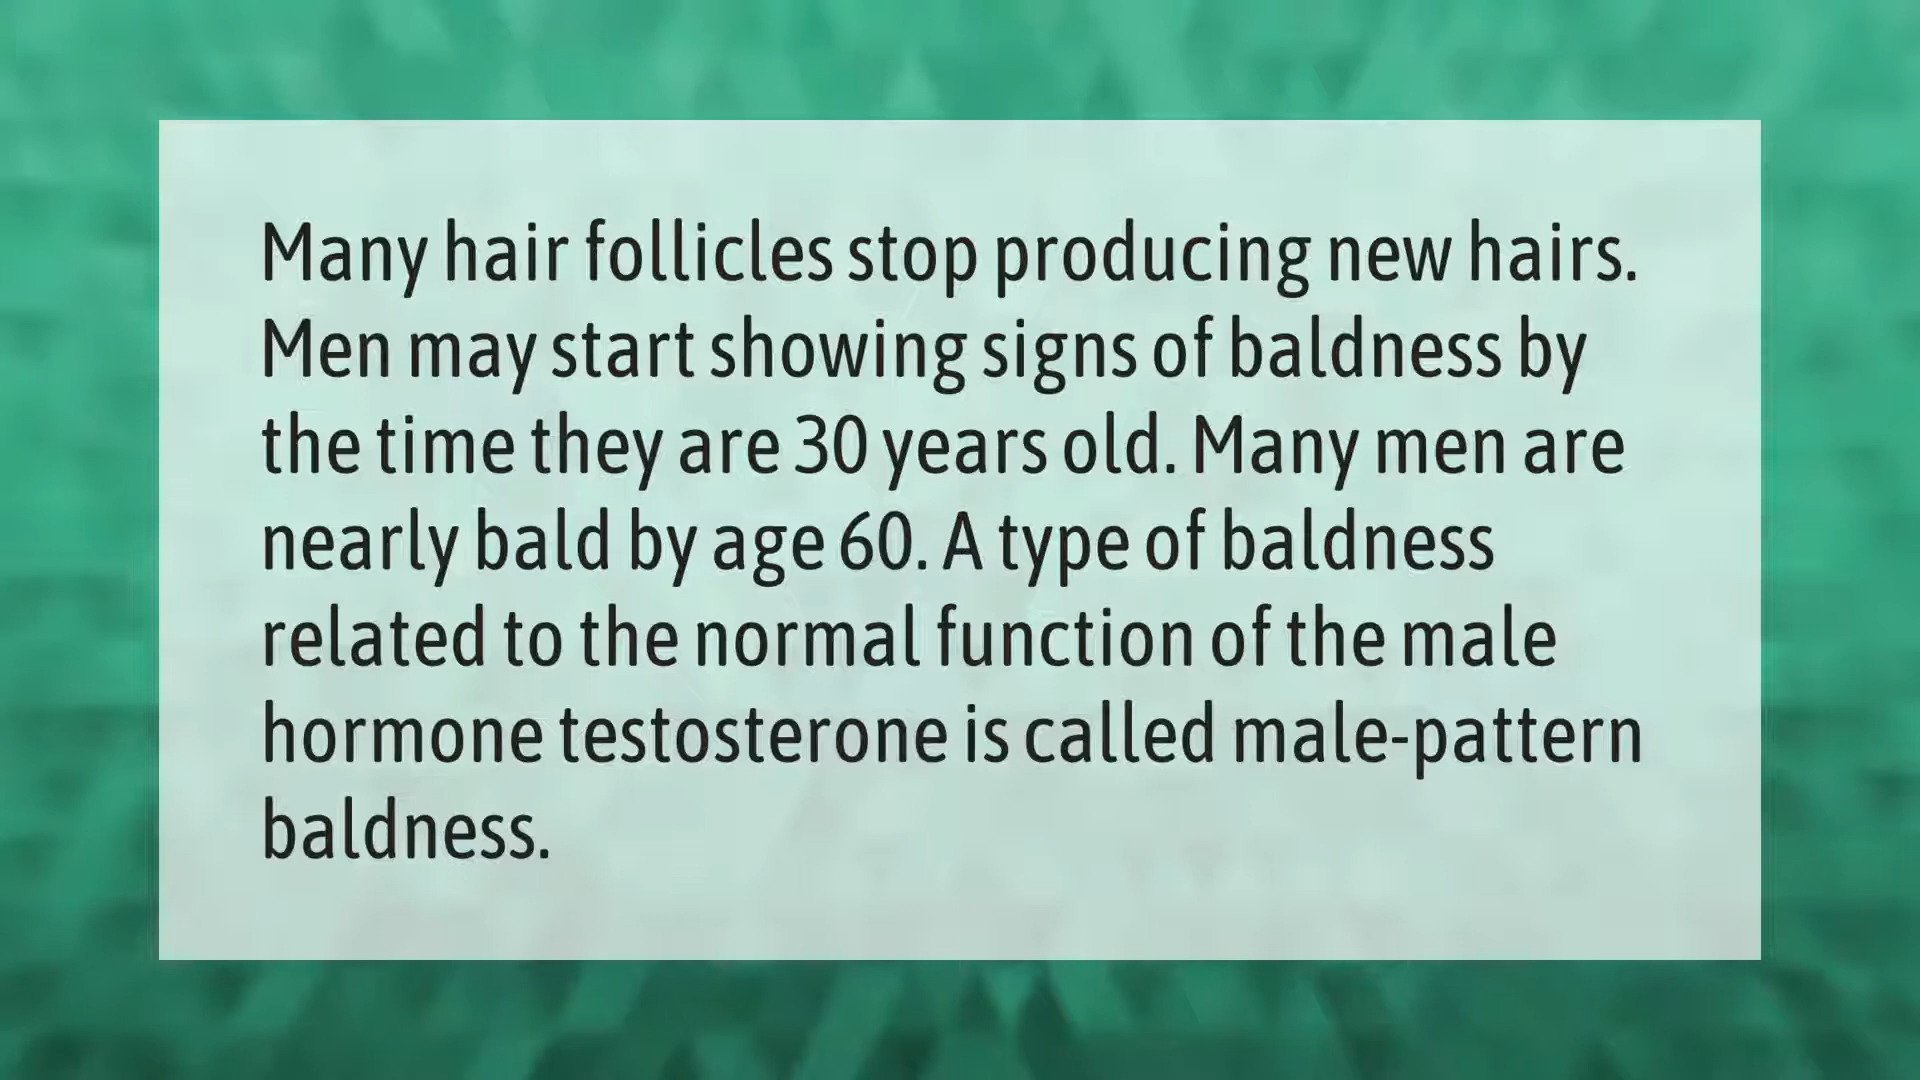 Many hair follicles stop producing new hairs.
Men may start showing signs of baldness by
the time they are 30 years old. Many men are
nearly bald by age 60. A type of baldness
related to the normal function of the male
hormone testosterone is called male-pattern
baldness.